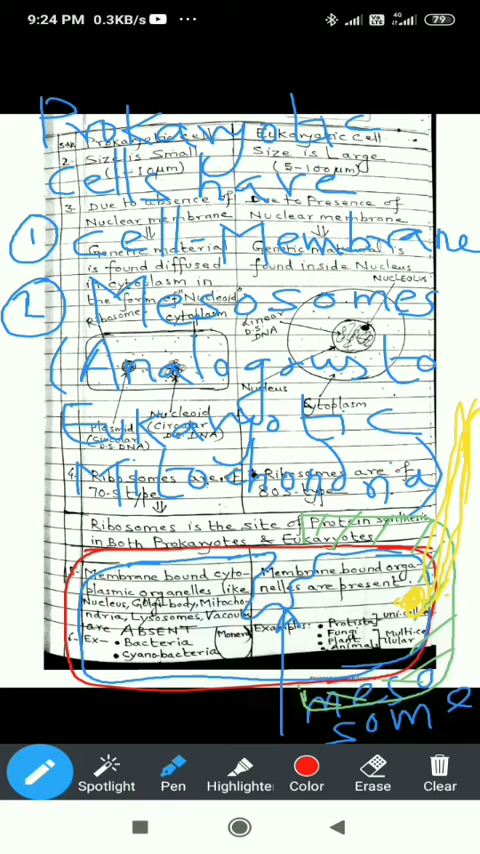 9:24 PM 0.3KB/s
4G
79
Prokaryotic
Cells have
① Cell-Membrane
② Mesosomes
(Analogous to
Eukaryotic
Mitochondria)
Prokaryotic cell Eukaryotic cell
2- Size is Small Size is Large
(5-100μm)
3. Due to absence of Due to Presence of
Nuclear membrane Nuclear membrane
Genetic material Genetic material is
is found diffused found inside Nucleus
in cytoplasm in NUCLEOLUS
the form of "Nucleoid"
Ribosome Cytoplasm Linear D.S. DNA
Nucleus
Plasmid (circular D.S DNA) Nucleoid (Circular D.S. DNA) Cytoplasm
4. Ribosomes are of Ribosomes are of
70-S type 80S-type
Ribosomes is the site of Protein synthesis
in Both Prokaryotes & Eukaryotes
Membrane bound cyto- Membrane bound orga-
plasmic organelles like nelles are present
Nucleus, Golgi body, Mitocho
ndria, Lysosomes, Vacuole
are ABSENT Monera Examples: • Protista Unicellular
6- Ex- • Bacteria • Fungi
• Cyanobacteria • Plant • Animal Multicellular
meso
some
Spotlight Pen Highlighter Color Erase Clear